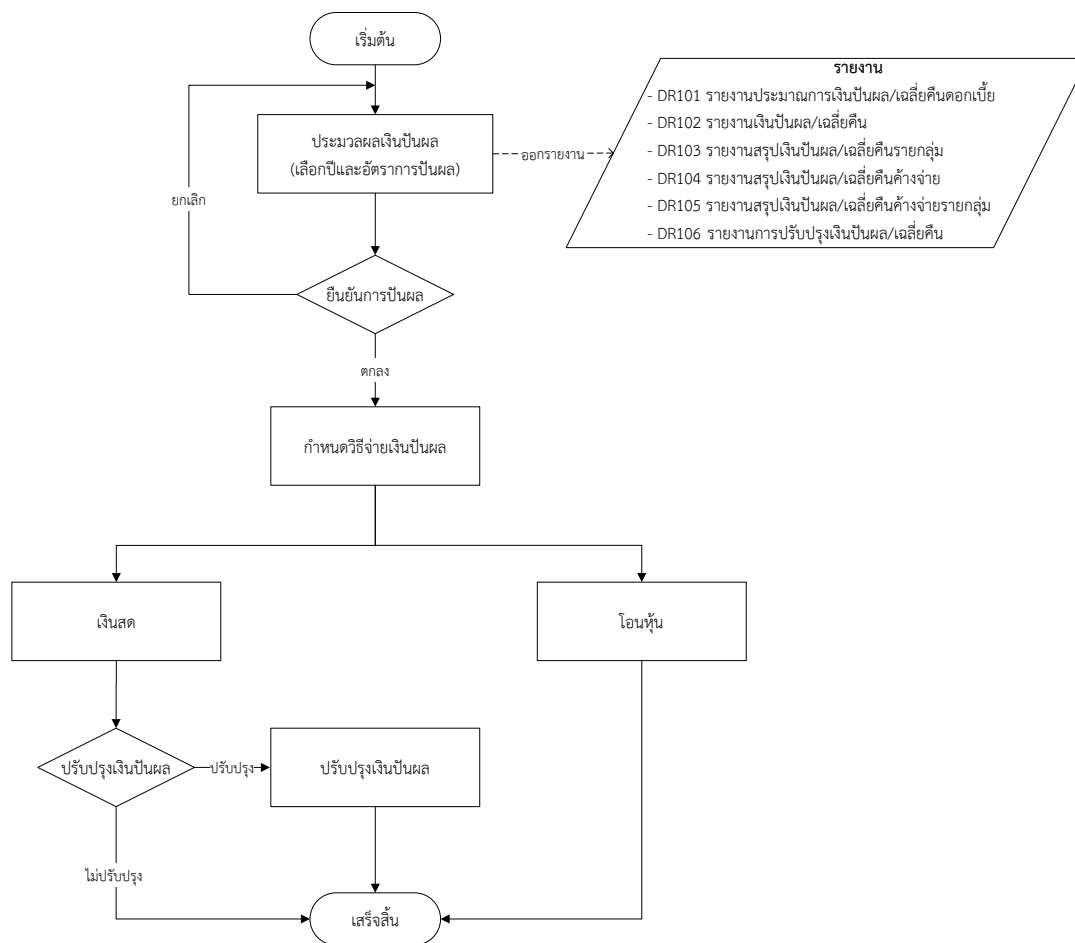 เริ่มต้น
รายงาน
- DR101 รายงานประมาณการเงินปันผล/เฉลี่ยคืนดอกเบี้ย
- DR102 รายงานเงินปันผล/เฉลี่ยคืน
- DR103 รายงานสรุปเงินปันผล/เฉลี่ยคืนรายกลุ่ม
- DR104 รายงานสรุปเงินปันผล/เฉลี่ยคืนค้างจ่าย
- DR105 รายงานสรุปเงินปันผล/เฉลี่ยคืนค้างจ่ายรายกลุ่ม
- DR106 รายงานการปรับปรุงเงินปันผล/เฉลี่ยคืน
ประมวลผลเงินปันผล
(เลือกปีและอัตราการปันผล)
ออกรายงาน
ยกเลิก
ยืนยันการปันผล
ตกลง
กำหนดวิธีจ่ายเงินปันผล
เงินสด
โอนหุ้น
ปรับปรุงเงินปันผล
ปรับปรุง
ปรับปรุงเงินปันผล
ไม่ปรับปรุง
เสร็จสิ้น